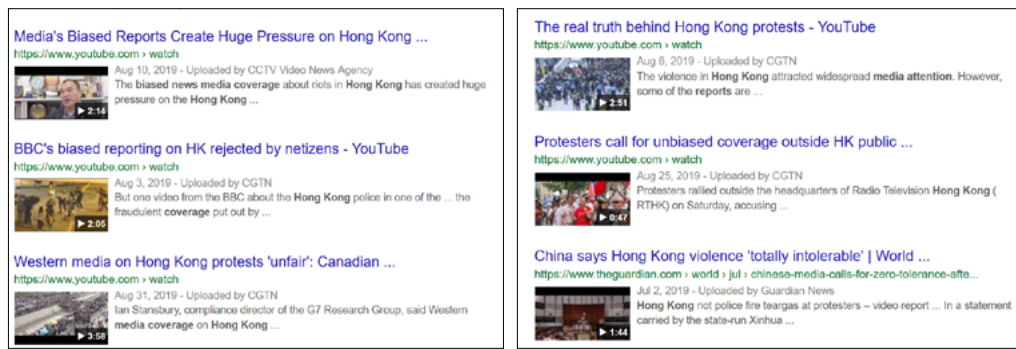 Media's Biased Reports Create Huge Pressure on Hong Kong ...
https://www.youtube.com › watch
Aug 10, 2019 - Uploaded by CCTV Video News Agency
The biased news media coverage about riots in Hong Kong has created huge
pressure on the Hong Kong ...
2:14
BBC's biased reporting on HK rejected by netizens - YouTube
https://www.youtube.com › watch
Aug 3, 2019 - Uploaded by CGTN
But one video from the BBC about the Hong Kong police in one of the ... the
fraudulent coverage put out by ...
2:05
Western media on Hong Kong protests 'unfair': Canadian ...
https://www.youtube.com › watch
Aug 31, 2019 - Uploaded by CGTN
Ian Stansbury, compliance director of the G7 Research Group, said Western
media coverage on Hong Kong ...
3:58
The real truth behind Hong Kong protests - YouTube
https://www.youtube.com › watch
Aug 6, 2019 - Uploaded by CGTN
The violence in Hong Kong attracted widespread media attention. However,
some of the reports are ...
2:51
Protesters call for unbiased coverage outside HK public ...
https://www.youtube.com › watch
Aug 25, 2019 - Uploaded by CGTN
Protesters rallied outside the headquarters of Radio Television Hong Kong (
RTHK) on Saturday, accusing ...
0:47
China says Hong Kong violence 'totally intolerable' | World ...
https://www.theguardian.com › world › jul › chinese-media-calls-for-zero-tolerance-afte...
Jul 2, 2019 - Uploaded by Guardian News
Hong Kong riot police fire teargas at protesters – video report ... In a statement
carried by the state-run Xinhua ...
1:44